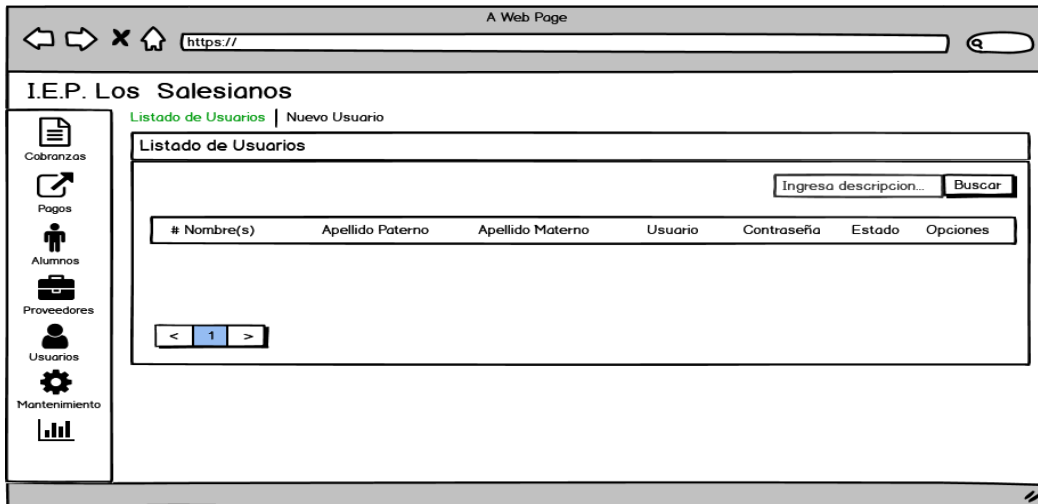 A Web Page
https://
I.E.P. Los Salesianos
Listado de Usuarios | Nuevo Usuario
Listado de Usuarios
Ingresa descripcion... Buscar
# Nombre(s) Apellido Paterno Apellido Materno Usuario Contraseña Estado Opciones
< 1 >
Cobranzas
Pagos
Alumnos
Proveedores
Usuarios
Mantenimiento